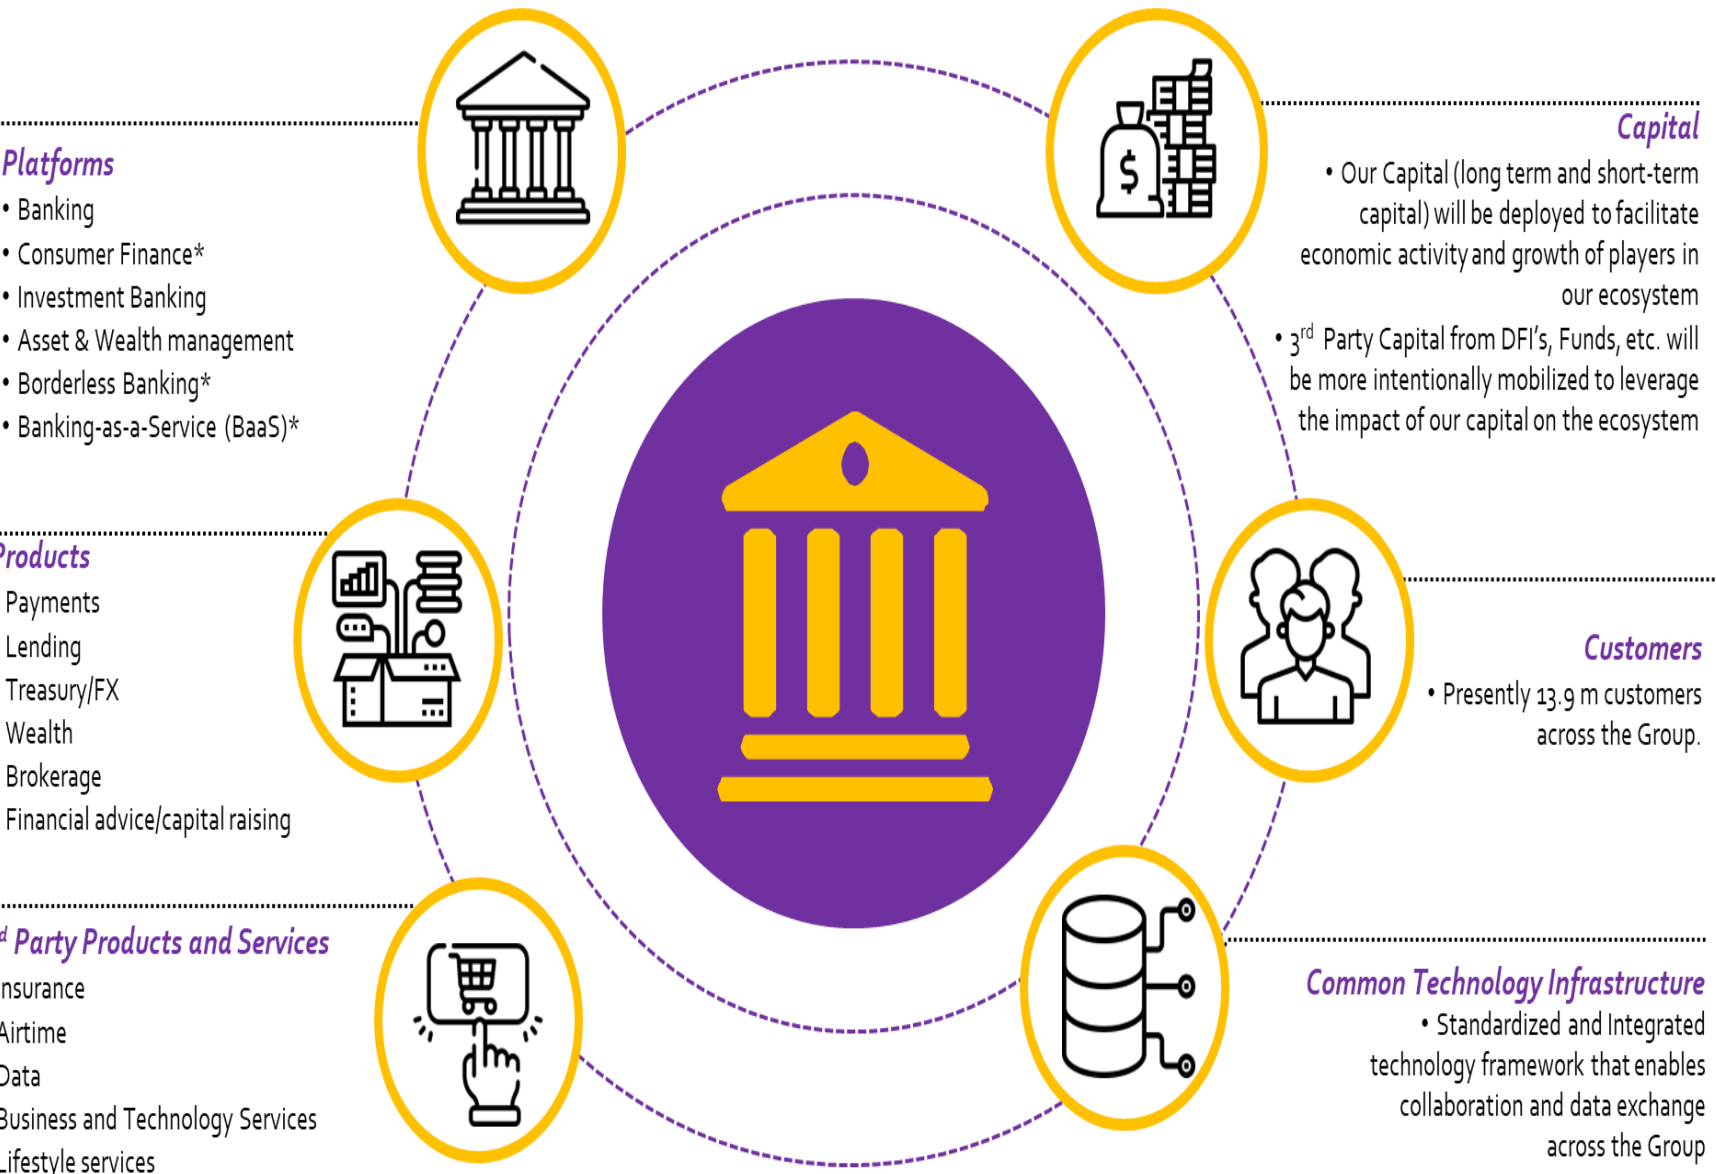 Platforms
• Banking
• Consumer Finance*
• Investment Banking
• Asset & Wealth management
• Borderless Banking*
• Banking-as-a-Service (BaaS)*
Products
Payments
Lending
Treasury/FX
Wealth
Brokerage
Financial advice/capital raising
d Party Products and Services
nsurance
Airtime
Data
Business and Technology Services
Lifestyle services
Capital
• Our Capital (long term and short-term
capital) will be deployed to facilitate
economic activity and growth of players in
our ecosystem
• 3rd Party Capital from DFI's, Funds, etc. will
be more intentionally mobilized to leverage
the impact of our capital on the ecosystem
$
Customers
• Presently 13.9 m customers
across the Group.
Common Technology Infrastructure
• Standardized and Integrated
technology framework that enables
collaboration and data exchange
across the Group